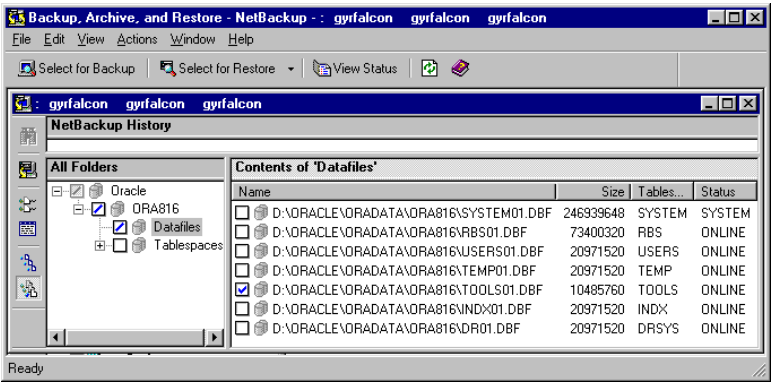 Backup, Archive, and Restore - NetBackup - : gyrfalcon gyrfalcon gyrfalcon
File Edit View Actions Window Help
Select for Backup Select for Restore View Status
: gyrfalcon gyrfalcon gyrfalcon
NetBackup History
All Folders
Oracle
ORA816
Datafiles
Tablespaces
Contents of 'Datafiles'
Name Size Tables... Status
D:\ORACLE\ORADATA\ORA816\SYSTEM01.DBF 246939648 SYSTEM SYSTEM
D:\ORACLE\ORADATA\ORA816\RBS01.DBF 73400320 RBS ONLINE
D:\ORACLE\ORADATA\ORA816\USERS01.DBF 20971520 USERS ONLINE
D:\ORACLE\ORADATA\ORA816\TEMP01.DBF 20971520 TEMP ONLINE
D:\ORACLE\ORADATA\ORA816\TOOLS01.DBF 10485760 TOOLS ONLINE
D:\ORACLE\ORADATA\ORA816\INDX01.DBF 20971520 INDX ONLINE
D:\ORACLE\ORADATA\ORA816\DR01.DBF 20971520 DRSYS ONLINE
Ready